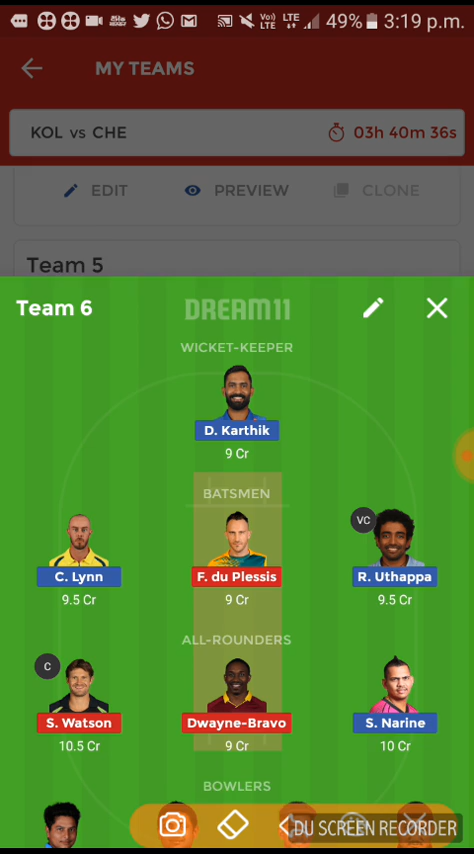 Voo) LTE LTE 49% 3:19 p.m.
MY TEAMS
KOL vs CHE 03h 40m 36s
EDIT PREVIEW CLONE
Team 5
Team 6 DREAM11
WICKET-KEEPER
D. Karthik
9 Cr
BATSMEN
VC
C. Lynn F. du Plessis R. Uthappa
9.5 Cr 9 Cr 9.5 Cr
ALL-ROUNDERS
C
S. Watson Dwayne-Bravo S. Narine
10.5 Cr 9 Cr 10 Cr
BOWLERS
DU SCREEN RECORDER